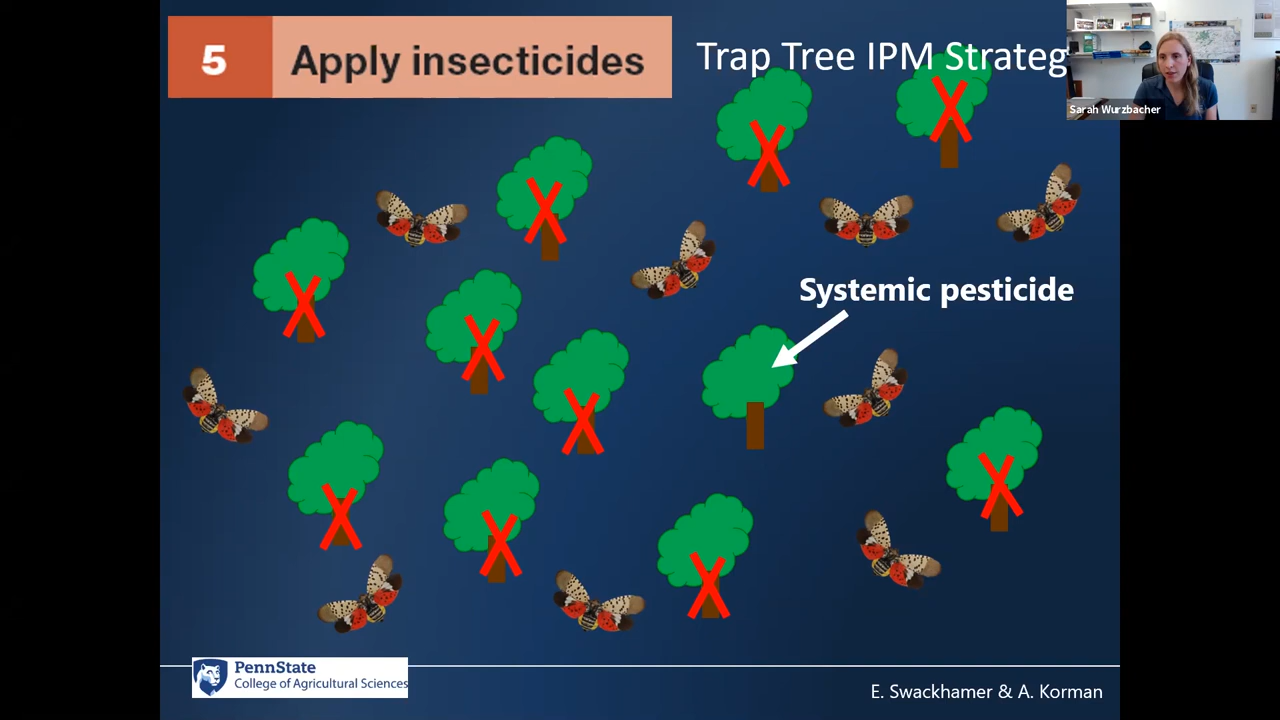 5 Apply insecticides
Trap Tree IPM Strateg
Sarah Wurzbacher
Systemic pesticide
PennState
College of Agricultural Sciences
E. Swackhamer & A. Korman